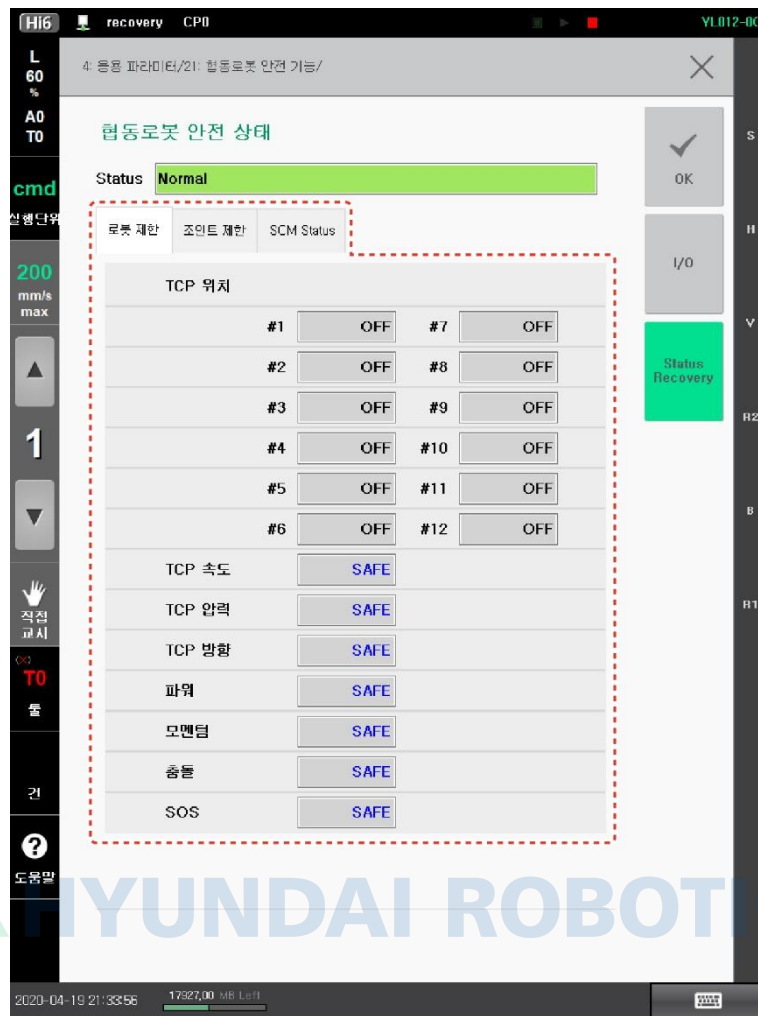 Hi6 recovery CP0 YL012-0
L
60
%
A0
T0
cmd
실행단위
200
mm/s
max
1
직접
교시
T0
툴
건
?
도움말
4: 응용 파라미터/21: 협동로봇 안전 기능/
협동로봇 안전 상태
Status Normal
로봇 제한 조인트 제한 SCM Status
TCP 위치
#1 OFF #7 OFF
#2 OFF #8 OFF
#3 OFF #9 OFF
#4 OFF #10 OFF
#5 OFF #11 OFF
#6 OFF #12 OFF
TCP 속도 SAFE
TCP 압력 SAFE
TCP 방향 SAFE
파워 SAFE
모멘텀 SAFE
충돌 SAFE
SOS SAFE
OK
I/O
Status
Recovery
S
H
V
R2
B
R1
HYUNDAI ROBOTI
2020-04-19 21:33:56 17927,00 MB Left